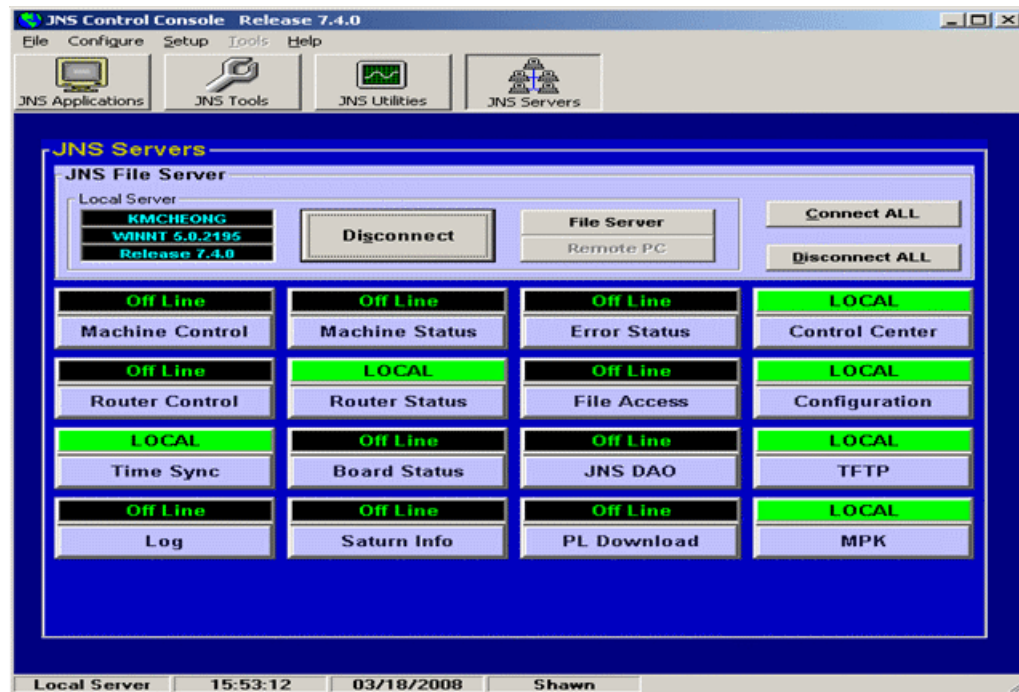 JNS Control Console Release 7.4.0
File Configure Setup Tools Help
JNS Applications JNS Tools JNS Utilities JNS Servers
JNS Servers
JNS File Server
Local Server
KMCHEONG
WINNT 5.0.2195
Release 7.4.0
Disconnect
File Server
Remote PC
Connect ALL
Disconnect ALL
Off Line Off Line Off Line LOCAL
Machine Control Machine Status Error Status Control Center
Off Line LOCAL Off Line LOCAL
Router Control Router Status File Access Configuration
LOCAL Off Line Off Line LOCAL
Time Sync Board Status JNS DAO TFTP
Off Line Off Line Off Line LOCAL
Log Saturn Info PL Download MPK
Local Server 15:53:12 03/18/2008 Shawn